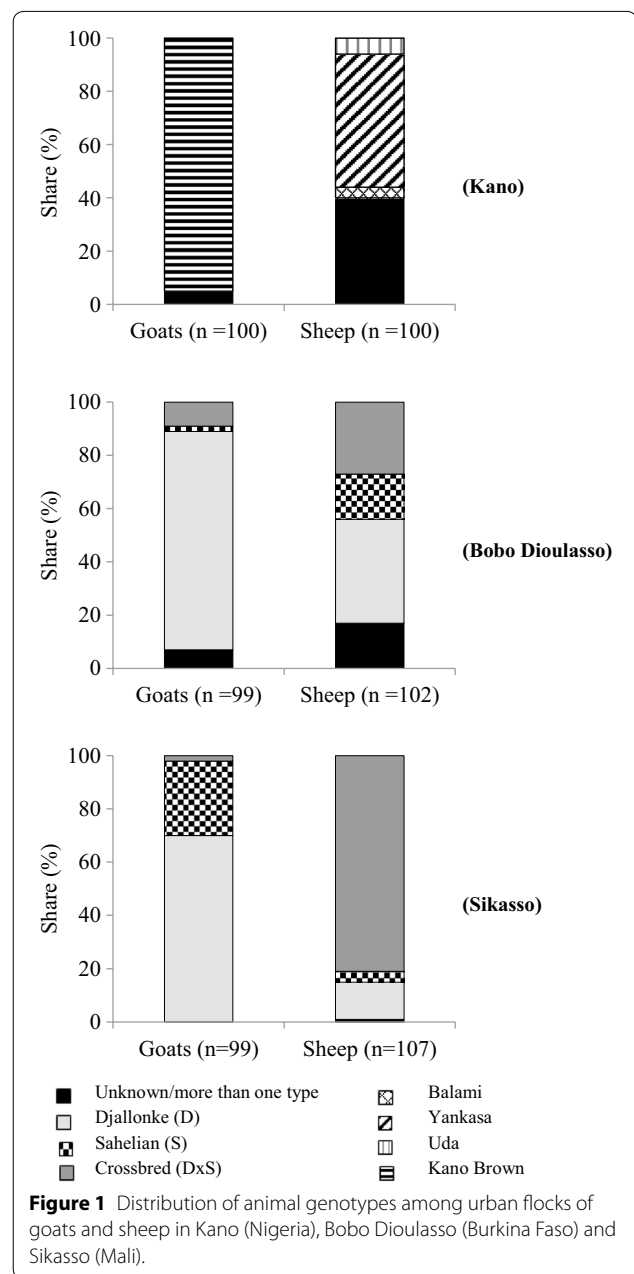 100
80
60
40
20
0
Share (%)
Goats (n =100)
Sheep (n =100)
(Kano)
100
80
60
40
20
0
Share (%)
Goats (n =99)
Sheep (n =102)
(Bobo Dioulasso)
100
80
60
40
20
0
Share (%)
Goats (n=99)
Sheep (n=107)
(Sikasso)
Unknown/more than one type
Djallonke (D)
Sahelian (S)
Crossbred (DxS)
Balami
Yankasa
Uda
Kano Brown
Figure 1 Distribution of animal genotypes among urban flocks of
goats and sheep in Kano (Nigeria), Bobo Dioulasso (Burkina Faso) and
Sikasso (Mali).